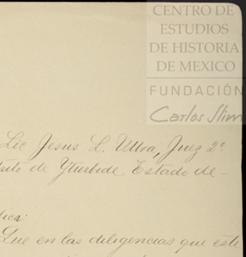 CENTRO DE
ESTUDIOS
DE HISTORIA
DE MEXICO
FUNDACIÓN
Carlos Slim
Lic Jesus L. Ulloa, Juez 2º
de Yturbide Estado de-
Que en las diligencias que este